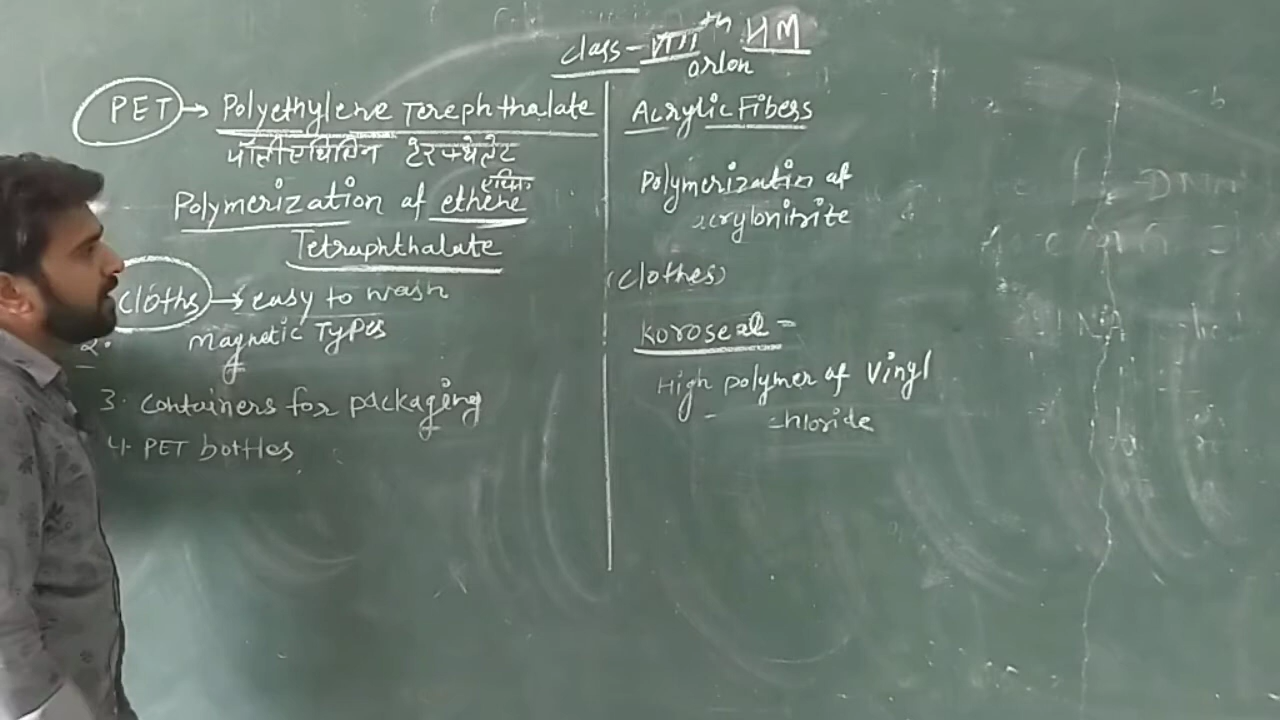 Class - VIIIth HM
PET → Polyethylene Terephthalate
पॉलीएथिलिन टेरेफ्थेलेट
Polymerization of ethene
Tetraphthalate
cloths → easy to wash
2. Magnetic Types
3. Containers for packaging
4. PET bottles
orlon
Acrylic Fibers
Polymerization of
acrylonitrite
(clothes)
Koroseal =
High polymer of Vinyl
chloride